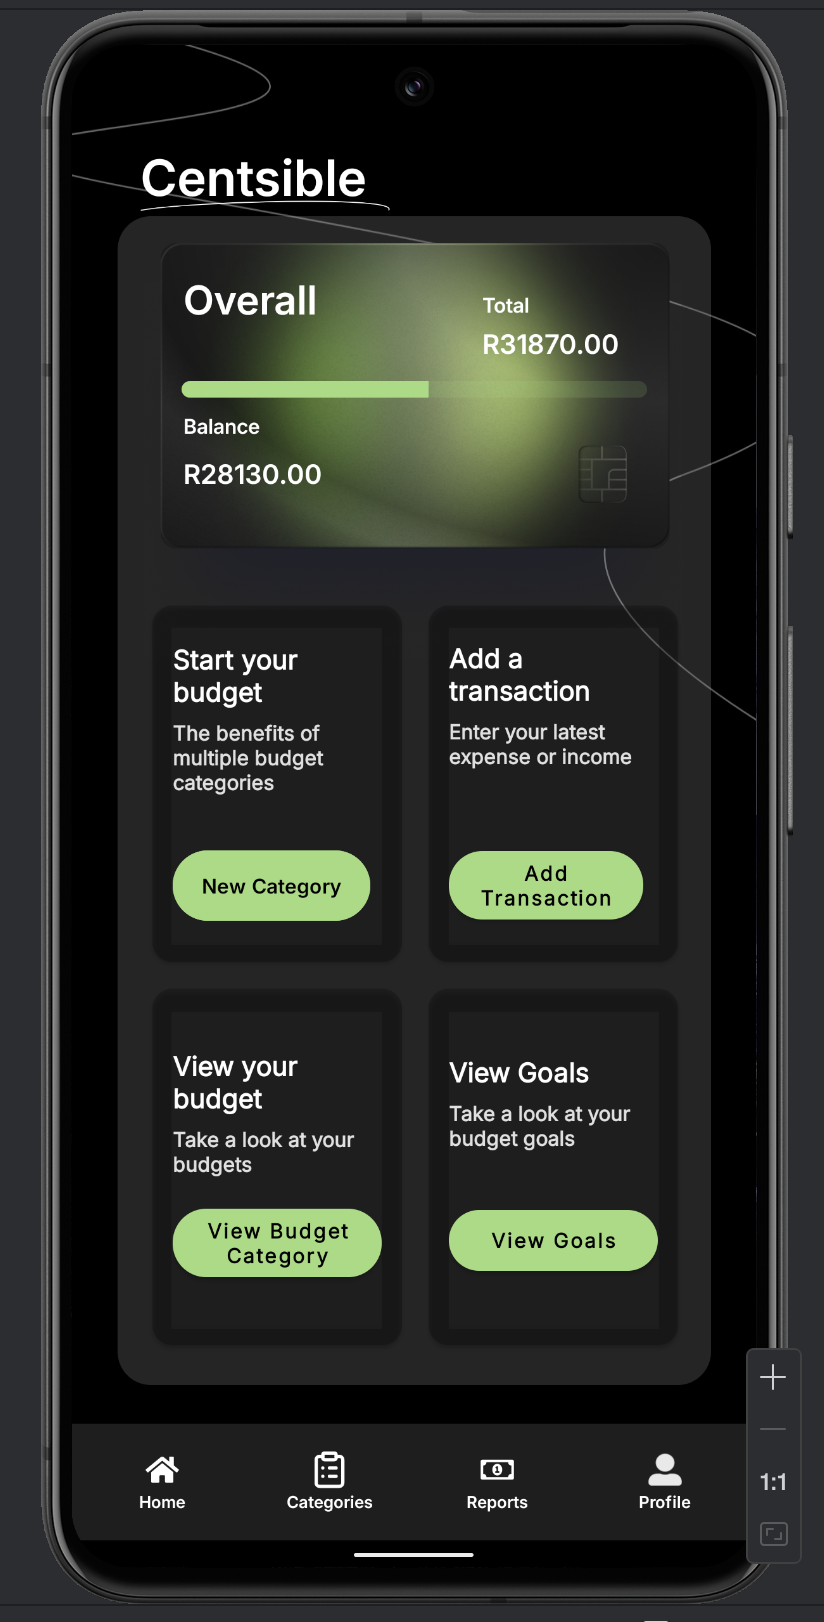 Centsible
Overall
Total
R31870.00
Balance
R28130.00
Start your
budget
The benefits of
multiple budget
categories
New Category
Add a
transaction
Enter your latest
expense or income
Add
Transaction
View your
budget
Take a look at your
budgets
View Budget
Category
View Goals
Take a look at your
budget goals
View Goals
Home
Categories
Reports
Profile
1:1